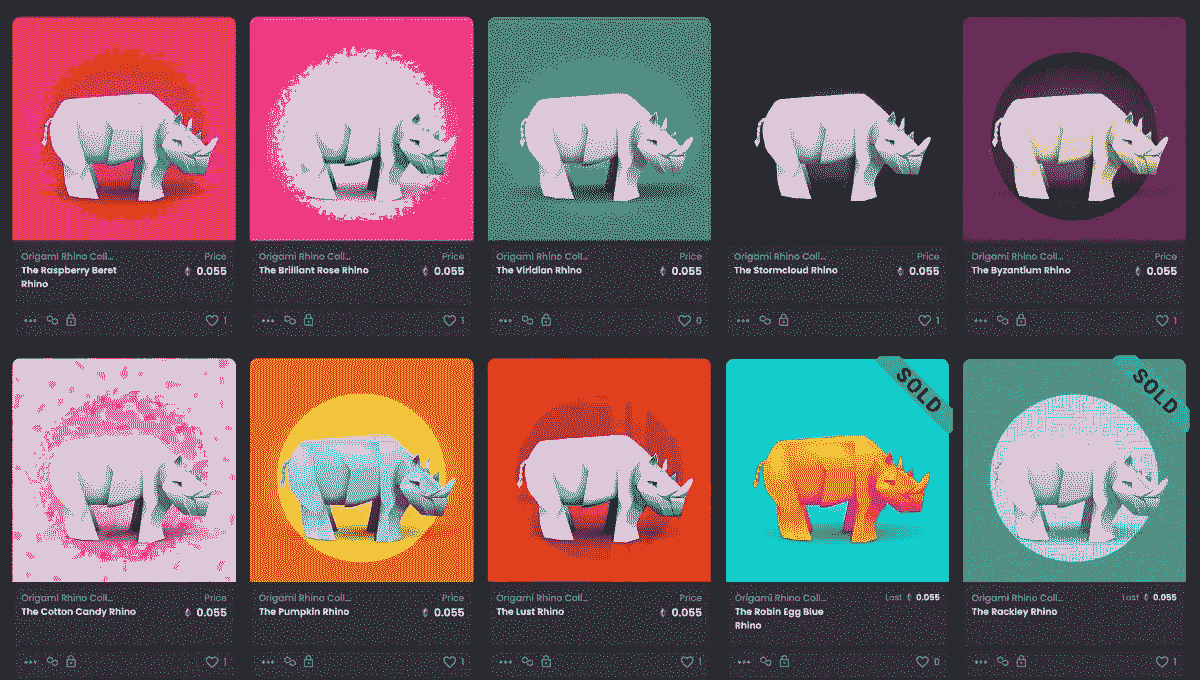 Origami Rhino Coll... Price
The Raspberry Beret 0.055
Rhino
1
Origami Rhino Coll... Price
The Brilliant Rose Rhino 0.055
1
Origami Rhino Coll... Price
The Viridian Rhino 0.055
0
Origami Rhino Coll... Price
The Stormcloud Rhino 0.055
1
Origami Rhino Coll... Price
The Byzantium Rhino 0.055
1
Origami Rhino Coll... Price
The Cotton Candy Rhino 0.055
1
Origami Rhino Coll... Price
The Pumpkin Rhino 0.055
1
Origami Rhino Coll... Price
The Lust Rhino 0.055
1
SOLD
Origami Rhino Coll... Last 0.055
The Robin Egg Blue
Rhino
0
SOLD
Origami Rhino Coll... Last 0.055
The Rackley Rhino
1